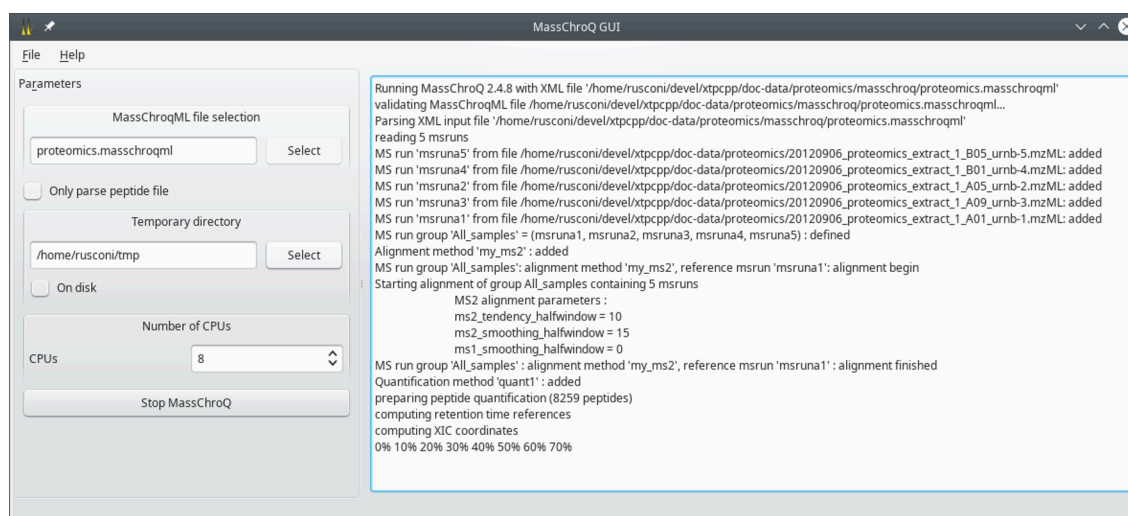 MassChroQ GUI
File Help
Parameters
MassChroqML file selection
proteomics.masschroqml Select
Only parse peptide file
Temporary directory
/home/rusconi/tmp Select
On disk
Number of CPUs
CPUs 8
Stop MassChroQ
Running MassChroQ 2.4.8 with XML file '/home/rusconi/devel/xtpcpp/doc-data/proteomics/masschroq/proteomics.masschroqml'
validating MassChroqML file /home/rusconi/devel/xtpcpp/doc-data/proteomics/masschroq/proteomics.masschroqml...
Parsing XML input file '/home/rusconi/devel/xtpcpp/doc-data/proteomics/masschroq/proteomics.masschroqml'
reading 5 msruns
MS run 'msruna5' from file /home/rusconi/devel/xtpcpp/doc-data/proteomics/20120906_proteomics_extract_1_B05_urnb-5.mzML: added
MS run 'msruna4' from file /home/rusconi/devel/xtpcpp/doc-data/proteomics/20120906_proteomics_extract_1_B01_urnb-4.mzML: added
MS run 'msruna2' from file /home/rusconi/devel/xtpcpp/doc-data/proteomics/20120906_proteomics_extract_1_A05_urnb-2.mzML: added
MS run 'msruna3' from file /home/rusconi/devel/xtpcpp/doc-data/proteomics/20120906_proteomics_extract_1_A09_urnb-3.mzML: added
MS run 'msruna1' from file /home/rusconi/devel/xtpcpp/doc-data/proteomics/20120906_proteomics_extract_1_A01_urnb-1.mzML: added
MS run group 'All_samples' = (msruna1, msruna2, msruna3, msruna4, msruna5) : defined
Alignment method 'my_ms2' : added
MS run group 'All_samples': alignment method 'my_ms2', reference msrun 'msruna1': alignment begin
Starting alignment of group All_samples containing 5 msruns
MS2 alignment parameters :
ms2_tendency_halfwindow = 10
ms2_smoothing_halfwindow = 15
ms1_smoothing_halfwindow = 0
MS run group 'All_samples' : alignment method 'my_ms2', reference msrun 'msruna1' : alignment finished
Quantification method 'quant1' : added
preparing peptide quantification (8259 peptides)
computing retention time references
computing XIC coordinates
0% 10% 20% 30% 40% 50% 60% 70%